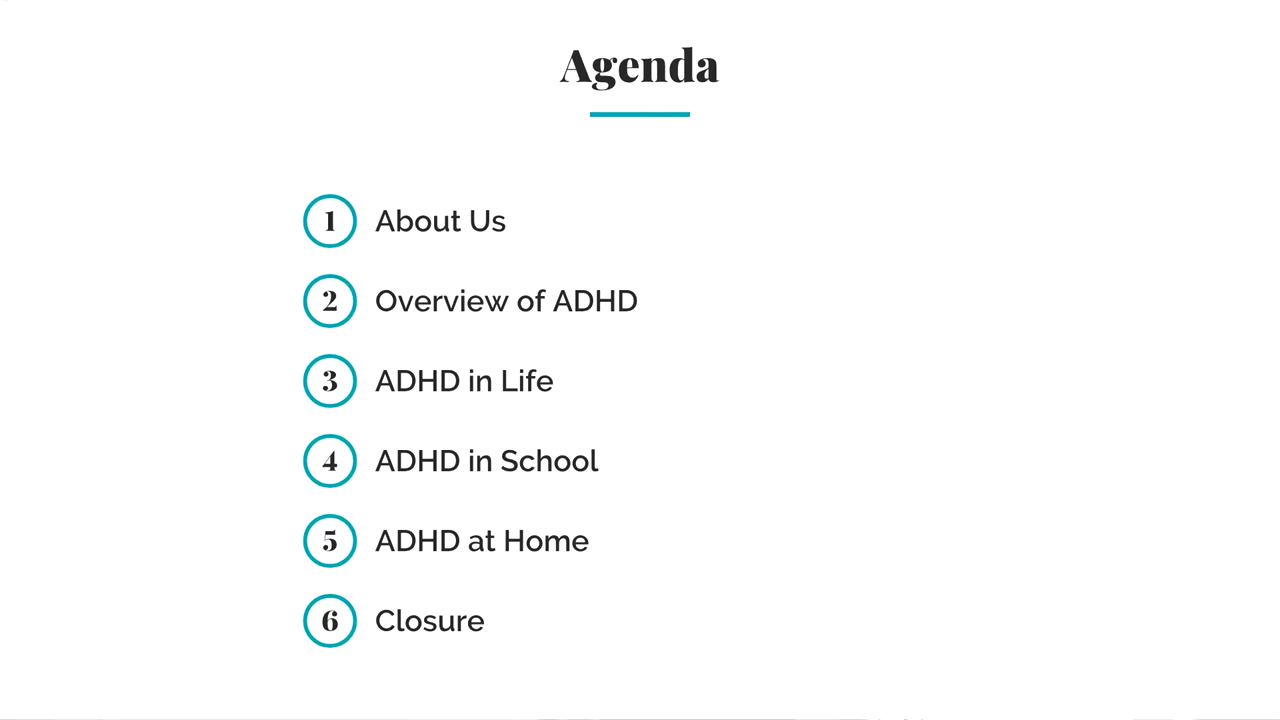 Agenda
1 About Us
2 Overview of ADHD
3 ADHD in Life
4 ADHD in School
5 ADHD at Home
6 Closure